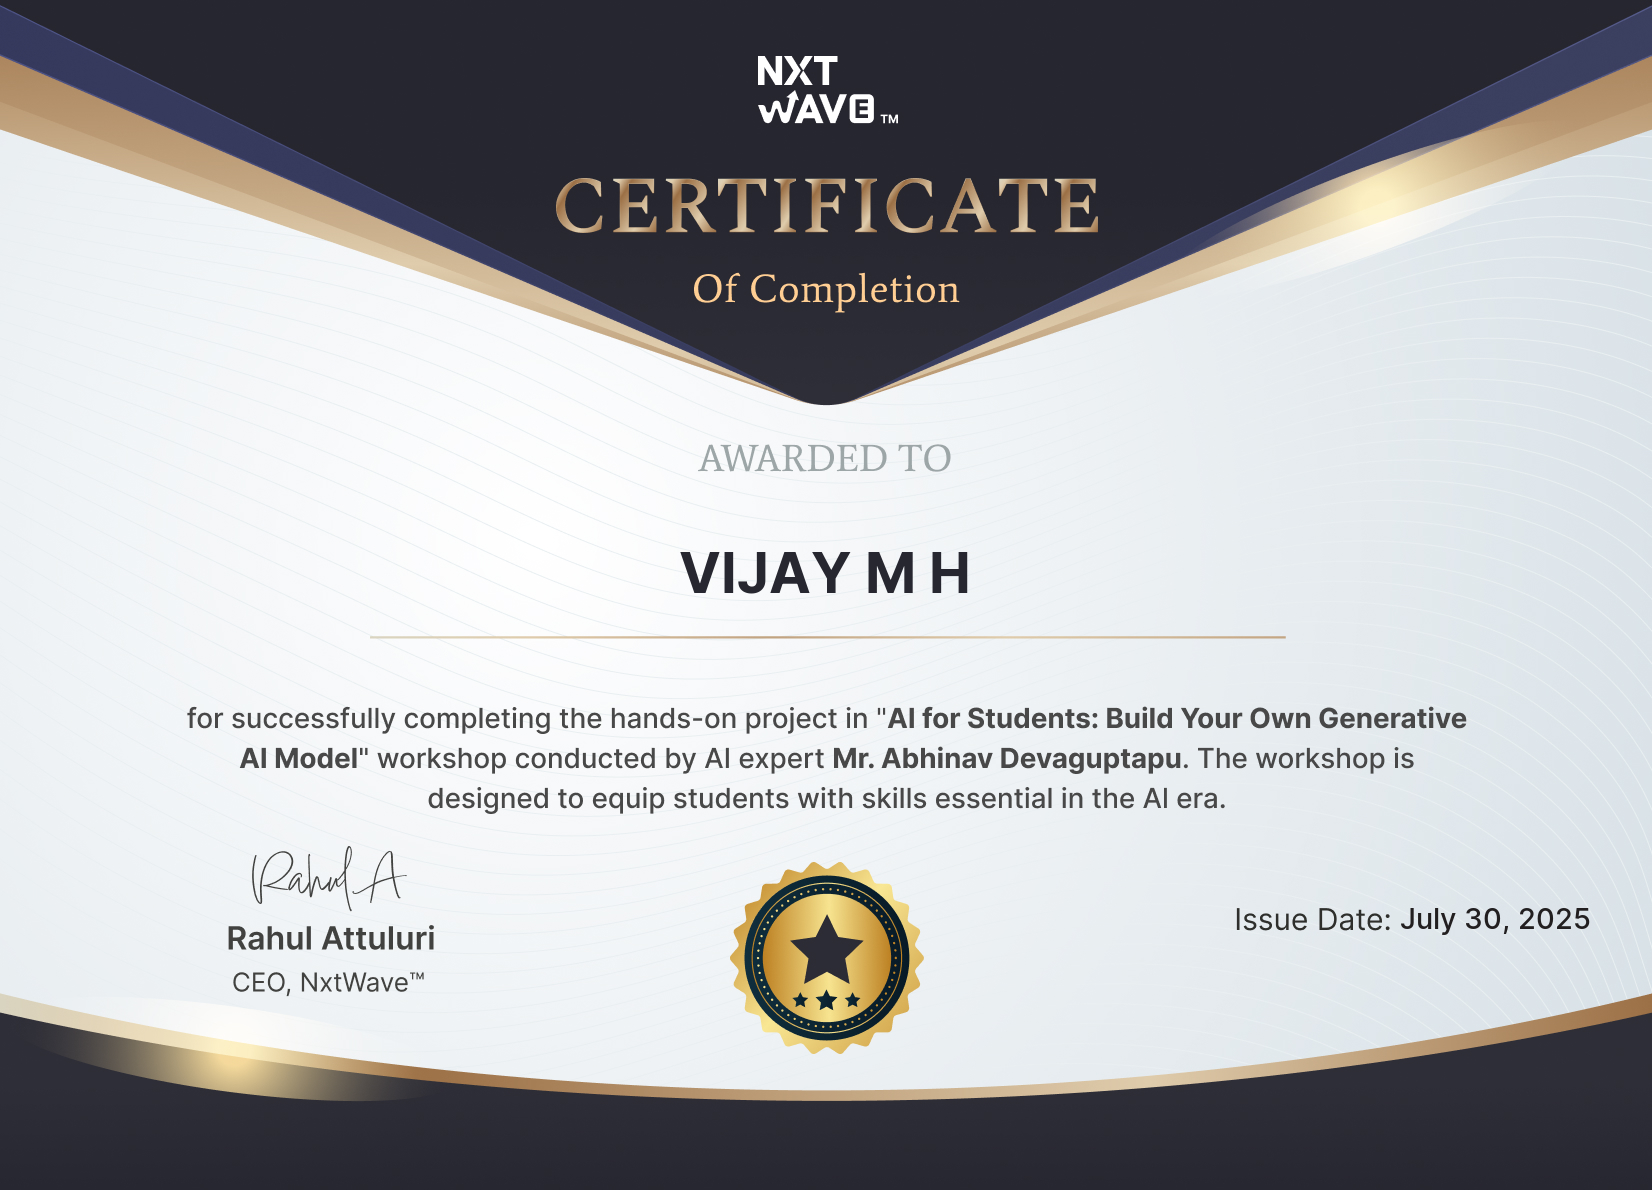 NXT
WAVE ™
CERTIFICATE
Of Completion
AWARDED TO
VIJAY M H
for successfully completing the hands-on project in "AI for Students: Build Your Own Generative
AI Model" workshop conducted by AI expert Mr. Abhinav Devaguptapu. The workshop is
designed to equip students with skills essential in the AI era.
Rahul A
Rahul Attuluri
CEO, NxtWave™
Issue Date: July 30, 2025